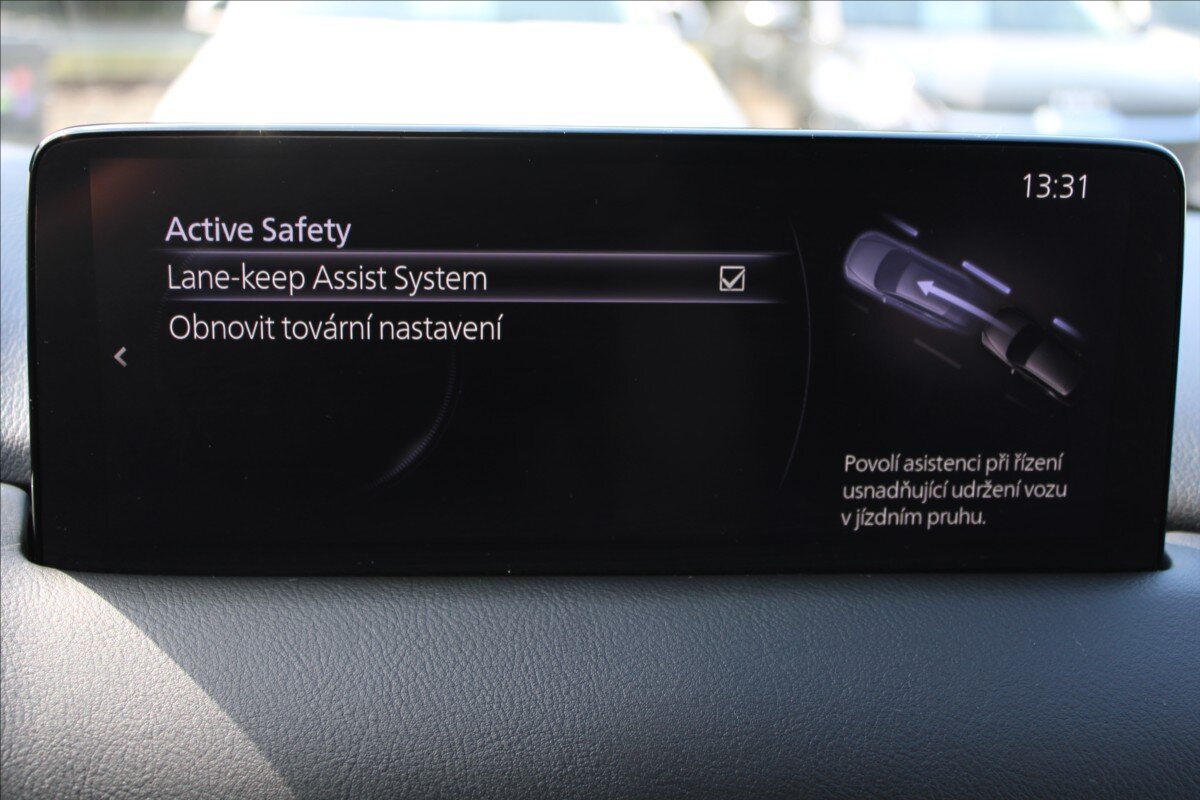 13:31
Active Safety
Lane-keep Assist System
Obnovit tovární nastavení
Povolí asistenci při řízení
usnadňující udržení vozu
v jízdním pruhu.